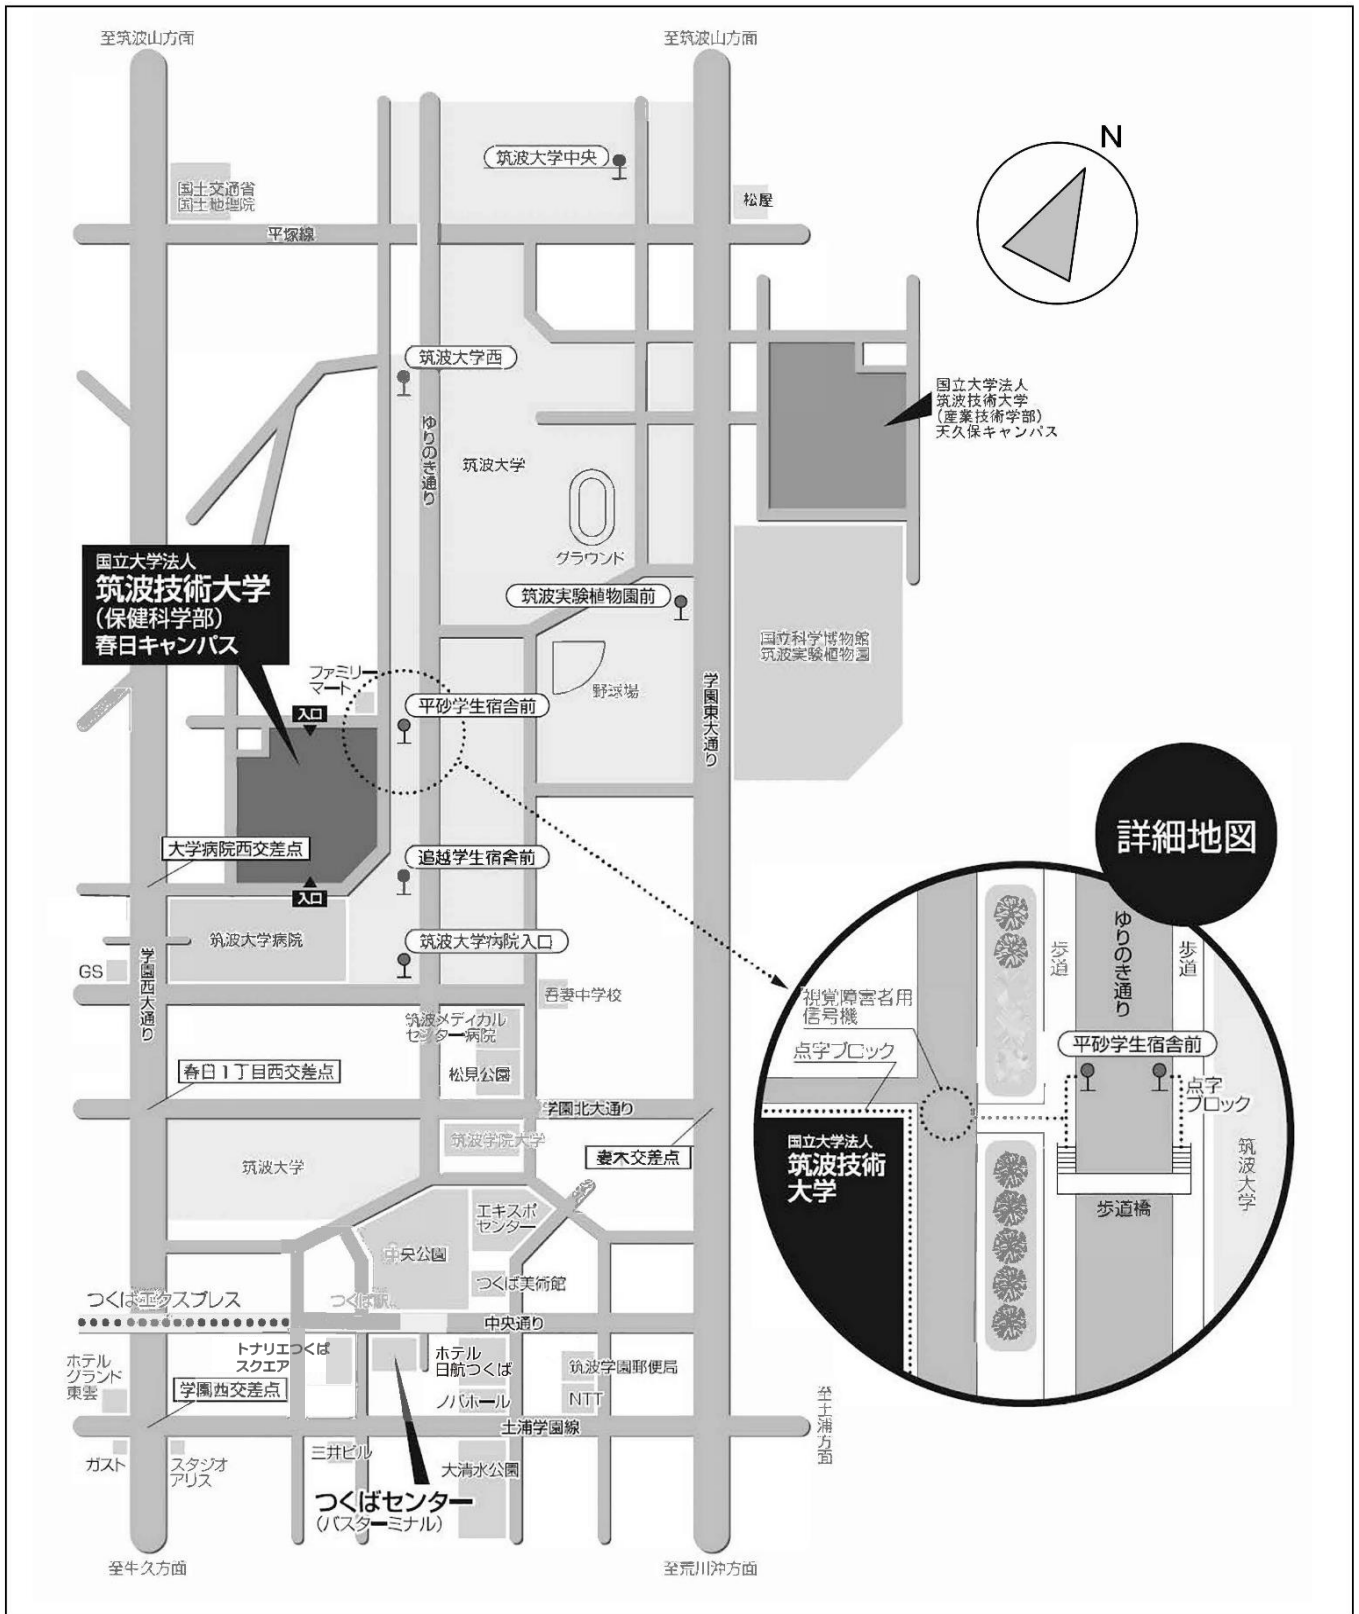 至筑波山方面
至筑波山方面
N
筑波大学中央
国土交通省
国土地理院
松屋
平塚線
筑波大学西
国立大学法人
筑波技術大学
(産業技術学部)
天久保キャンパス
ゆりのき通り
筑波大学
グラウンド
国立大学法人
筑波技術大学
(保健科学部)
春日キャンパス
筑波実験植物園前
国立科学博物館
筑波実験植物園
ファミリー
マート
野球場
学園東大通り
入口
平砂学生宿舎前
詳細地図
大学病院西交差点
追越学生宿舎前
入口
筑波大学病院
筑波大学病院入口
GS
学園西大通り
吾妻中学校
筑波メディカル
センター病院
松見公園
春日1丁目西交差点
学園北大通り
筑波学院大学
妻木交差点
筑波大学
エキスポ
センター
中央公園
つくば美術館
つくばエクスプレス
つくば駅
中央通り
トナリエつくば
スクエア
ホテル
日航つくば
筑波学園郵便局
ホテル
グランド
東雲
学園西交差点
ノバホール
NTT
土浦学園線
至土浦方面
ガスト
スタジオ
アリス
三井ビル
大清水公園
つくばセンター
(バスターミナル)
至牛久方面
至荒川沖方面
歩道
ゆりのき通り
歩道
視覚障害者用
信号機
点字ブロック
平砂学生宿舎前
点字
ブロック
国立大学法人
筑波技術
大学
筑波大学
歩道橋